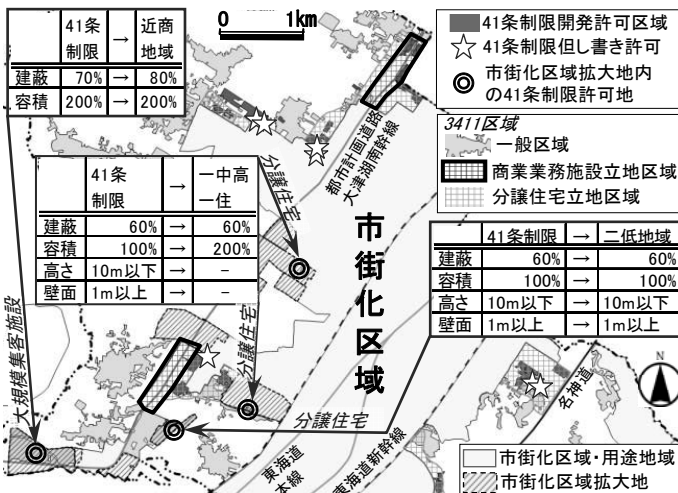 41条制限 → 近商地域
建蔽 70% → 80%
容積 200% → 200%
0 1km
41条制限開発許可区域
41条制限但し書き許可
市街化区域拡大地内の41条制限許可地
3411区域
一般区域
商業業務施設立地区域
分譲住宅立地区域
41条制限 → 一中高一住
建蔽 60% → 60%
容積 100% → 200%
高さ 10m以下 → -
壁面 1m以上 → -
41条制限 → 二低地域
建蔽 60% → 60%
容積 100% → 100%
高さ 10m以下 → 10m以下
壁面 1m以上 → 1m以上
都市計画道路
大津湖南幹線
分譲住宅
市街化区域
大規模集客施設
分譲住宅
分譲住宅
東海道
本線
東海道新幹線
名神道
N
市街化区域・用途地域
市街化区域拡大地